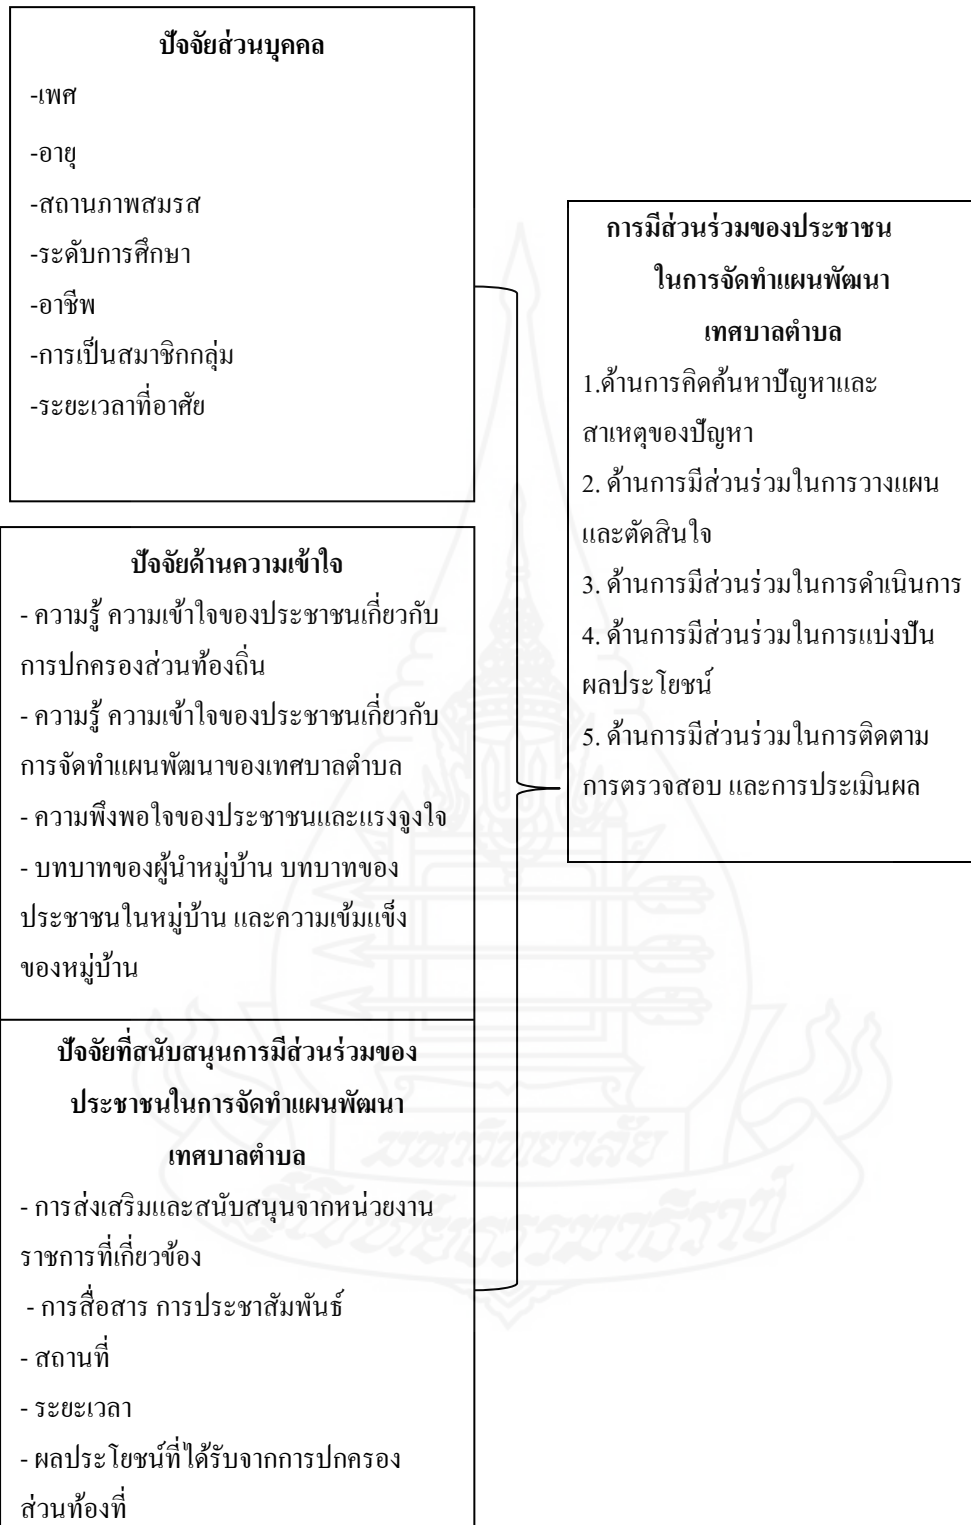 ปัจจัยส่วนบุคคล
-เพศ
-อายุ
-สถานภาพสมรส
-ระดับการศึกษา
-อาชีพ
-การเป็นสมาชิกกลุ่ม
-ระยะเวลาที่อาศัย
ปัจจัยด้านความเข้าใจ
- ความรู้ ความเข้าใจของประชาชนเกี่ยวกับ
การปกครองส่วนท้องถิ่น
- ความรู้ ความเข้าใจของประชาชนเกี่ยวกับ
การจัดทำแผนพัฒนาของเทศบาลตำบล
- ความพึงพอใจของประชาชนและแรงจูงใจ
- บทบาทของผู้นำหมู่บ้าน บทบาทของ
ประชาชนในหมู่บ้าน และความเข้มแข็ง
ของหมู่บ้าน
ปัจจัยที่สนับสนุนการมีส่วนร่วมของ
ประชาชนในการจัดทำแผนพัฒนา
เทศบาลตำบล
- การส่งเสริมและสนับสนุนจากหน่วยงาน
ราชการที่เกี่ยวข้อง
- การสื่อสาร การประชาสัมพันธ์
- สถานที่
- ระยะเวลา
- ผลประโยชน์ที่ได้รับจากการปกครอง
ส่วนท้องที่
การมีส่วนร่วมของประชาชน
ในการจัดทำแผนพัฒนา
เทศบาลตำบล
1.ด้านการคิดค้นหาปัญหาและ
สาเหตุของปัญหา
2. ด้านการมีส่วนร่วมในการวางแผน
และตัดสินใจ
3. ด้านการมีส่วนร่วมในการดำเนินการ
4. ด้านการมีส่วนร่วมในการแบ่งปัน
ผลประโยชน์
5. ด้านการมีส่วนร่วมในการติดตาม
การตรวจสอบ และการประเมินผล
มหาวิทยาลัย
สุโขทัยธรรมาธิราช